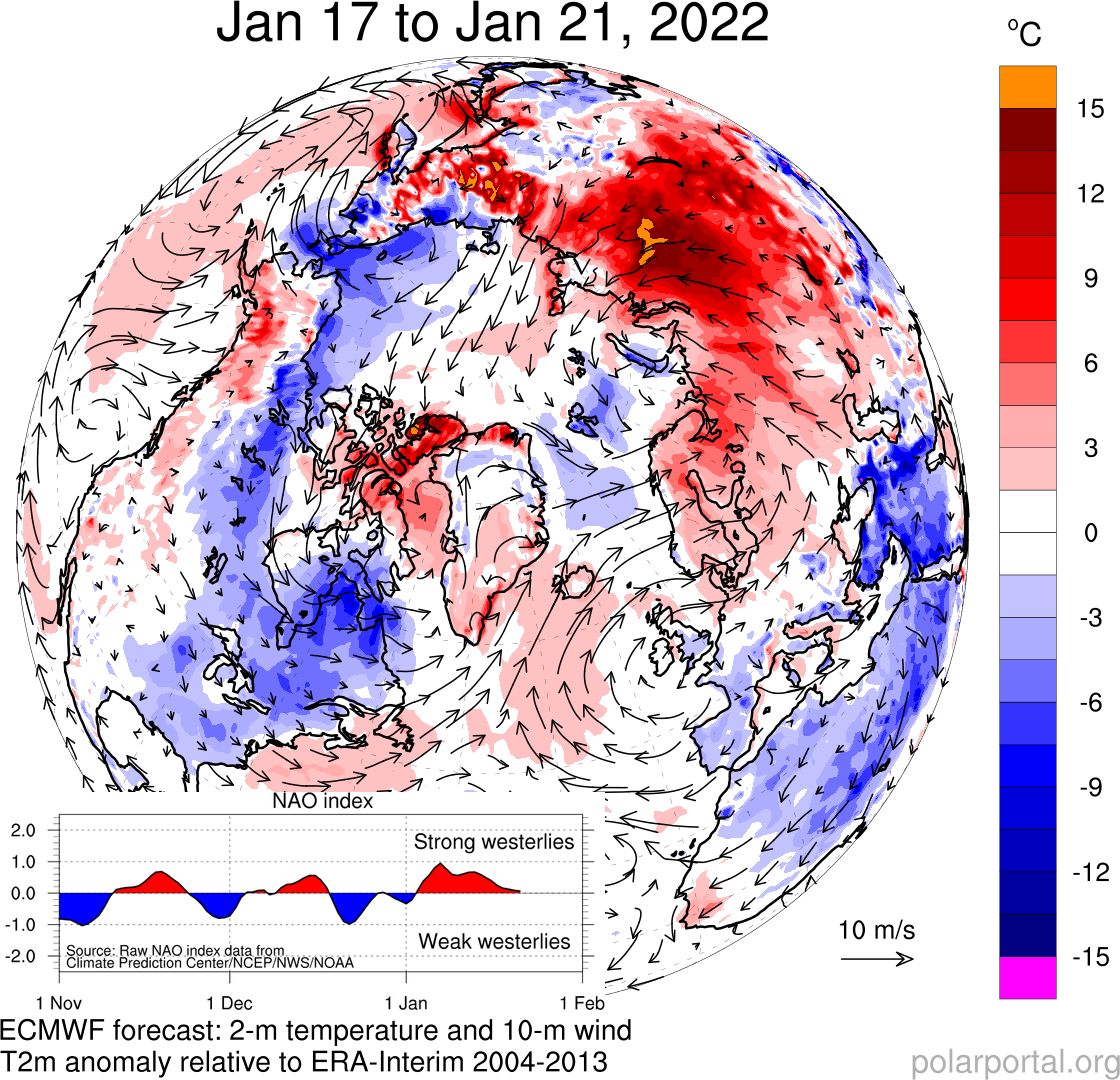 Jan 17 to Jan 21, 2022
°C
15
12
9
6
3
0
-3
-6
-9
-12
-15
NAO index
2.0
1.0
0.0
-1.0
-2.0
Strong westerlies
Weak westerlies
Source: Raw NAO index data from
Climate Prediction Center/NCEP/NWS/NOAA
1 Nov
1 Dec
1 Jan
1 Feb
10 m/s
ECMWF forecast: 2-m temperature and 10-m wind
T2m anomaly relative to ERA-Interim 2004-2013
polarportal.org